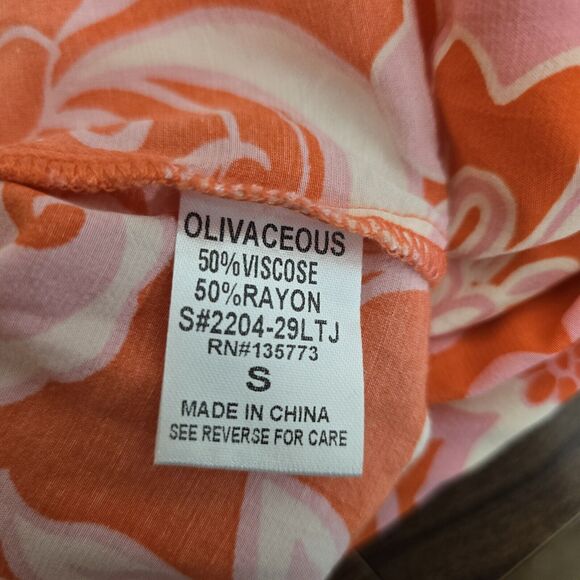 OLIVACEOUS
50%VISCOSE
50%RAYON
S#2204-29LTJ
RN#135773
S
MADE IN CHINA
SEE REVERSE FOR CARE